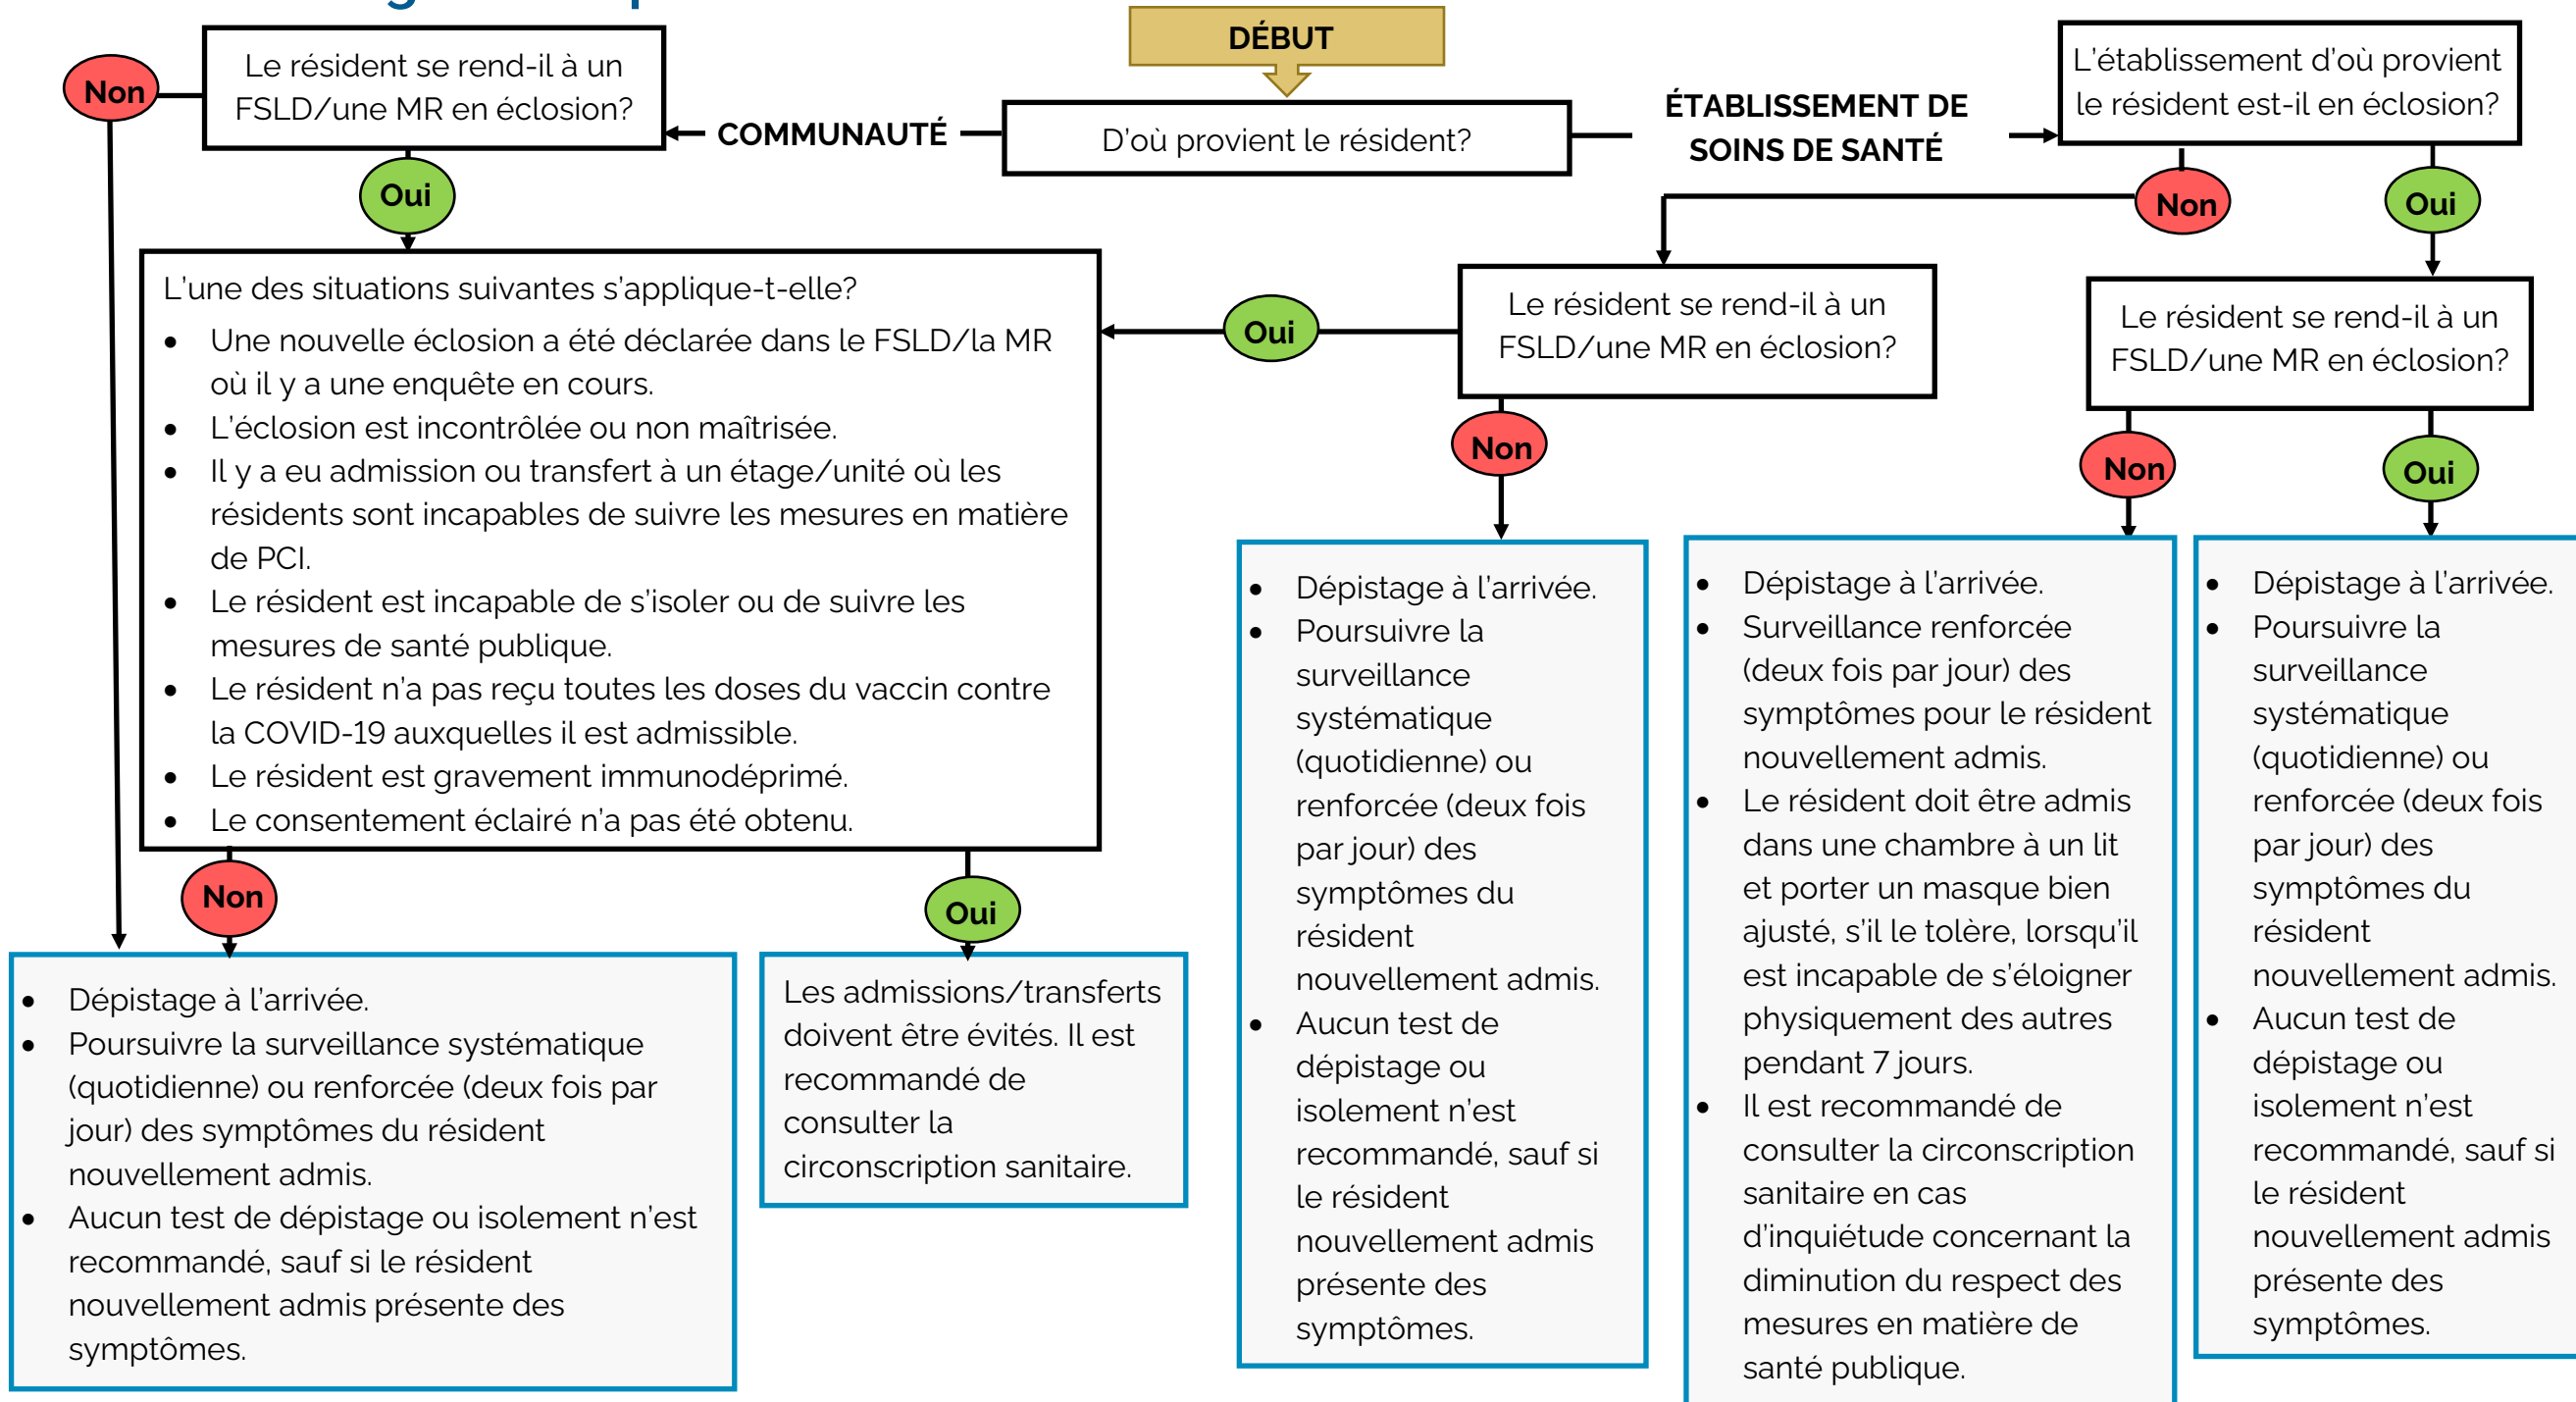 DÉBUT
D’où provient le résident?
COMMUNAUTÉ
ÉTABLISSEMENT DE
SOINS DE SANTÉ
Le résident se rend-il à un
FSLD/une MR en éclosion?
Non
Oui
L’établissement d’où provient
le résident est-il en éclosion?
Non
Oui
L’une des situations suivantes s’applique-t-elle?
• Une nouvelle éclosion a été déclarée dans le FSLD/la MR
où il y a une enquête en cours.
• L’éclosion est incontrôlée ou non maîtrisée.
• Il y a eu admission ou transfert à un étage/unité où les
résidents sont incapables de suivre les mesures en matière
de PCI.
• Le résident est incapable de s’isoler ou de suivre les
mesures de santé publique.
• Le résident n’a pas reçu toutes les doses du vaccin contre
la COVID-19 auxquelles il est admissible.
• Le résident est gravement immunodéprimé.
• Le consentement éclairé n’a pas été obtenu.
Non
Oui
Oui
Le résident se rend-il à un
FSLD/une MR en éclosion?
Non
Le résident se rend-il à un
FSLD/une MR en éclosion?
Non
Oui
• Dépistage à l’arrivée.
• Poursuivre la surveillance systématique
(quotidienne) ou renforcée (deux fois par
jour) des symptômes du résident
nouvellement admis.
• Aucun test de dépistage ou isolement n’est
recommandé, sauf si le résident
nouvellement admis présente des
symptômes.
Les admissions/transferts
doivent être évités. Il est
recommandé de
consulter la
circonscription sanitaire.
• Dépistage à l’arrivée.
• Poursuivre la
surveillance
systématique
(quotidienne) ou
renforcée (deux fois
par jour) des
symptômes du
résident
nouvellement admis.
• Aucun test de
dépistage ou
isolement n’est
recommandé, sauf si
le résident
nouvellement admis
présente des
symptômes.
• Dépistage à l’arrivée.
• Surveillance renforcée
(deux fois par jour) des
symptômes pour le résident
nouvellement admis.
• Le résident doit être admis
dans une chambre à un lit
et porter un masque bien
ajusté, s’il le tolère, lorsqu’il
est incapable de s’éloigner
physiquement des autres
pendant 7 jours.
• Il est recommandé de
consulter la circonscription
sanitaire en cas
d’inquiétude concernant la
diminution du respect des
mesures en matière de
santé publique.
• Dépistage à l’arrivée.
• Poursuivre la
surveillance
systématique
(quotidienne) ou
renforcée (deux fois
par jour) des
symptômes du
résident
nouvellement admis.
• Aucun test de
dépistage ou
isolement n’est
recommandé, sauf si
le résident
nouvellement admis
présente des
symptômes.